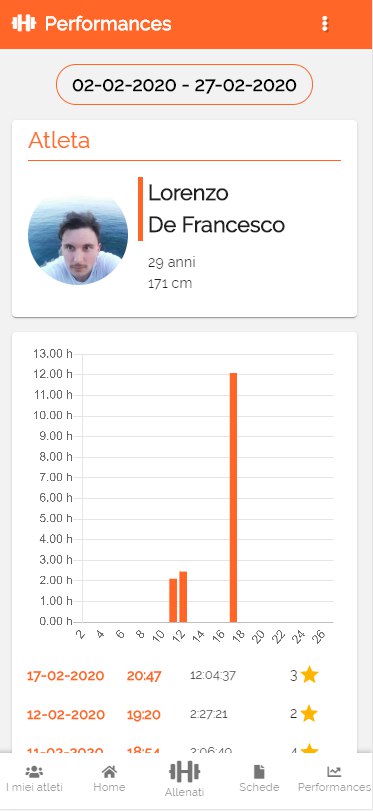 Performances
02-02-2020 - 27-02-2020
Atleta
Lorenzo
De Francesco
29 anni
171 cm
13.00 h
12.00 h
11.00 h
10.00 h
9.00 h
8.00 h
7.00 h
6.00 h
5.00 h
4.00 h
3.00 h
2.00 h
1.00 h
0.00 h
2 4 6 8 10 12 14 16 18 20 22 24 26
17-02-2020 20:47 12:04:37 3
12-02-2020 19:20 2:27:21 2
11-02-2020 18:54 2:06:49 4
I miei atleti Home Allenati Schede Performances